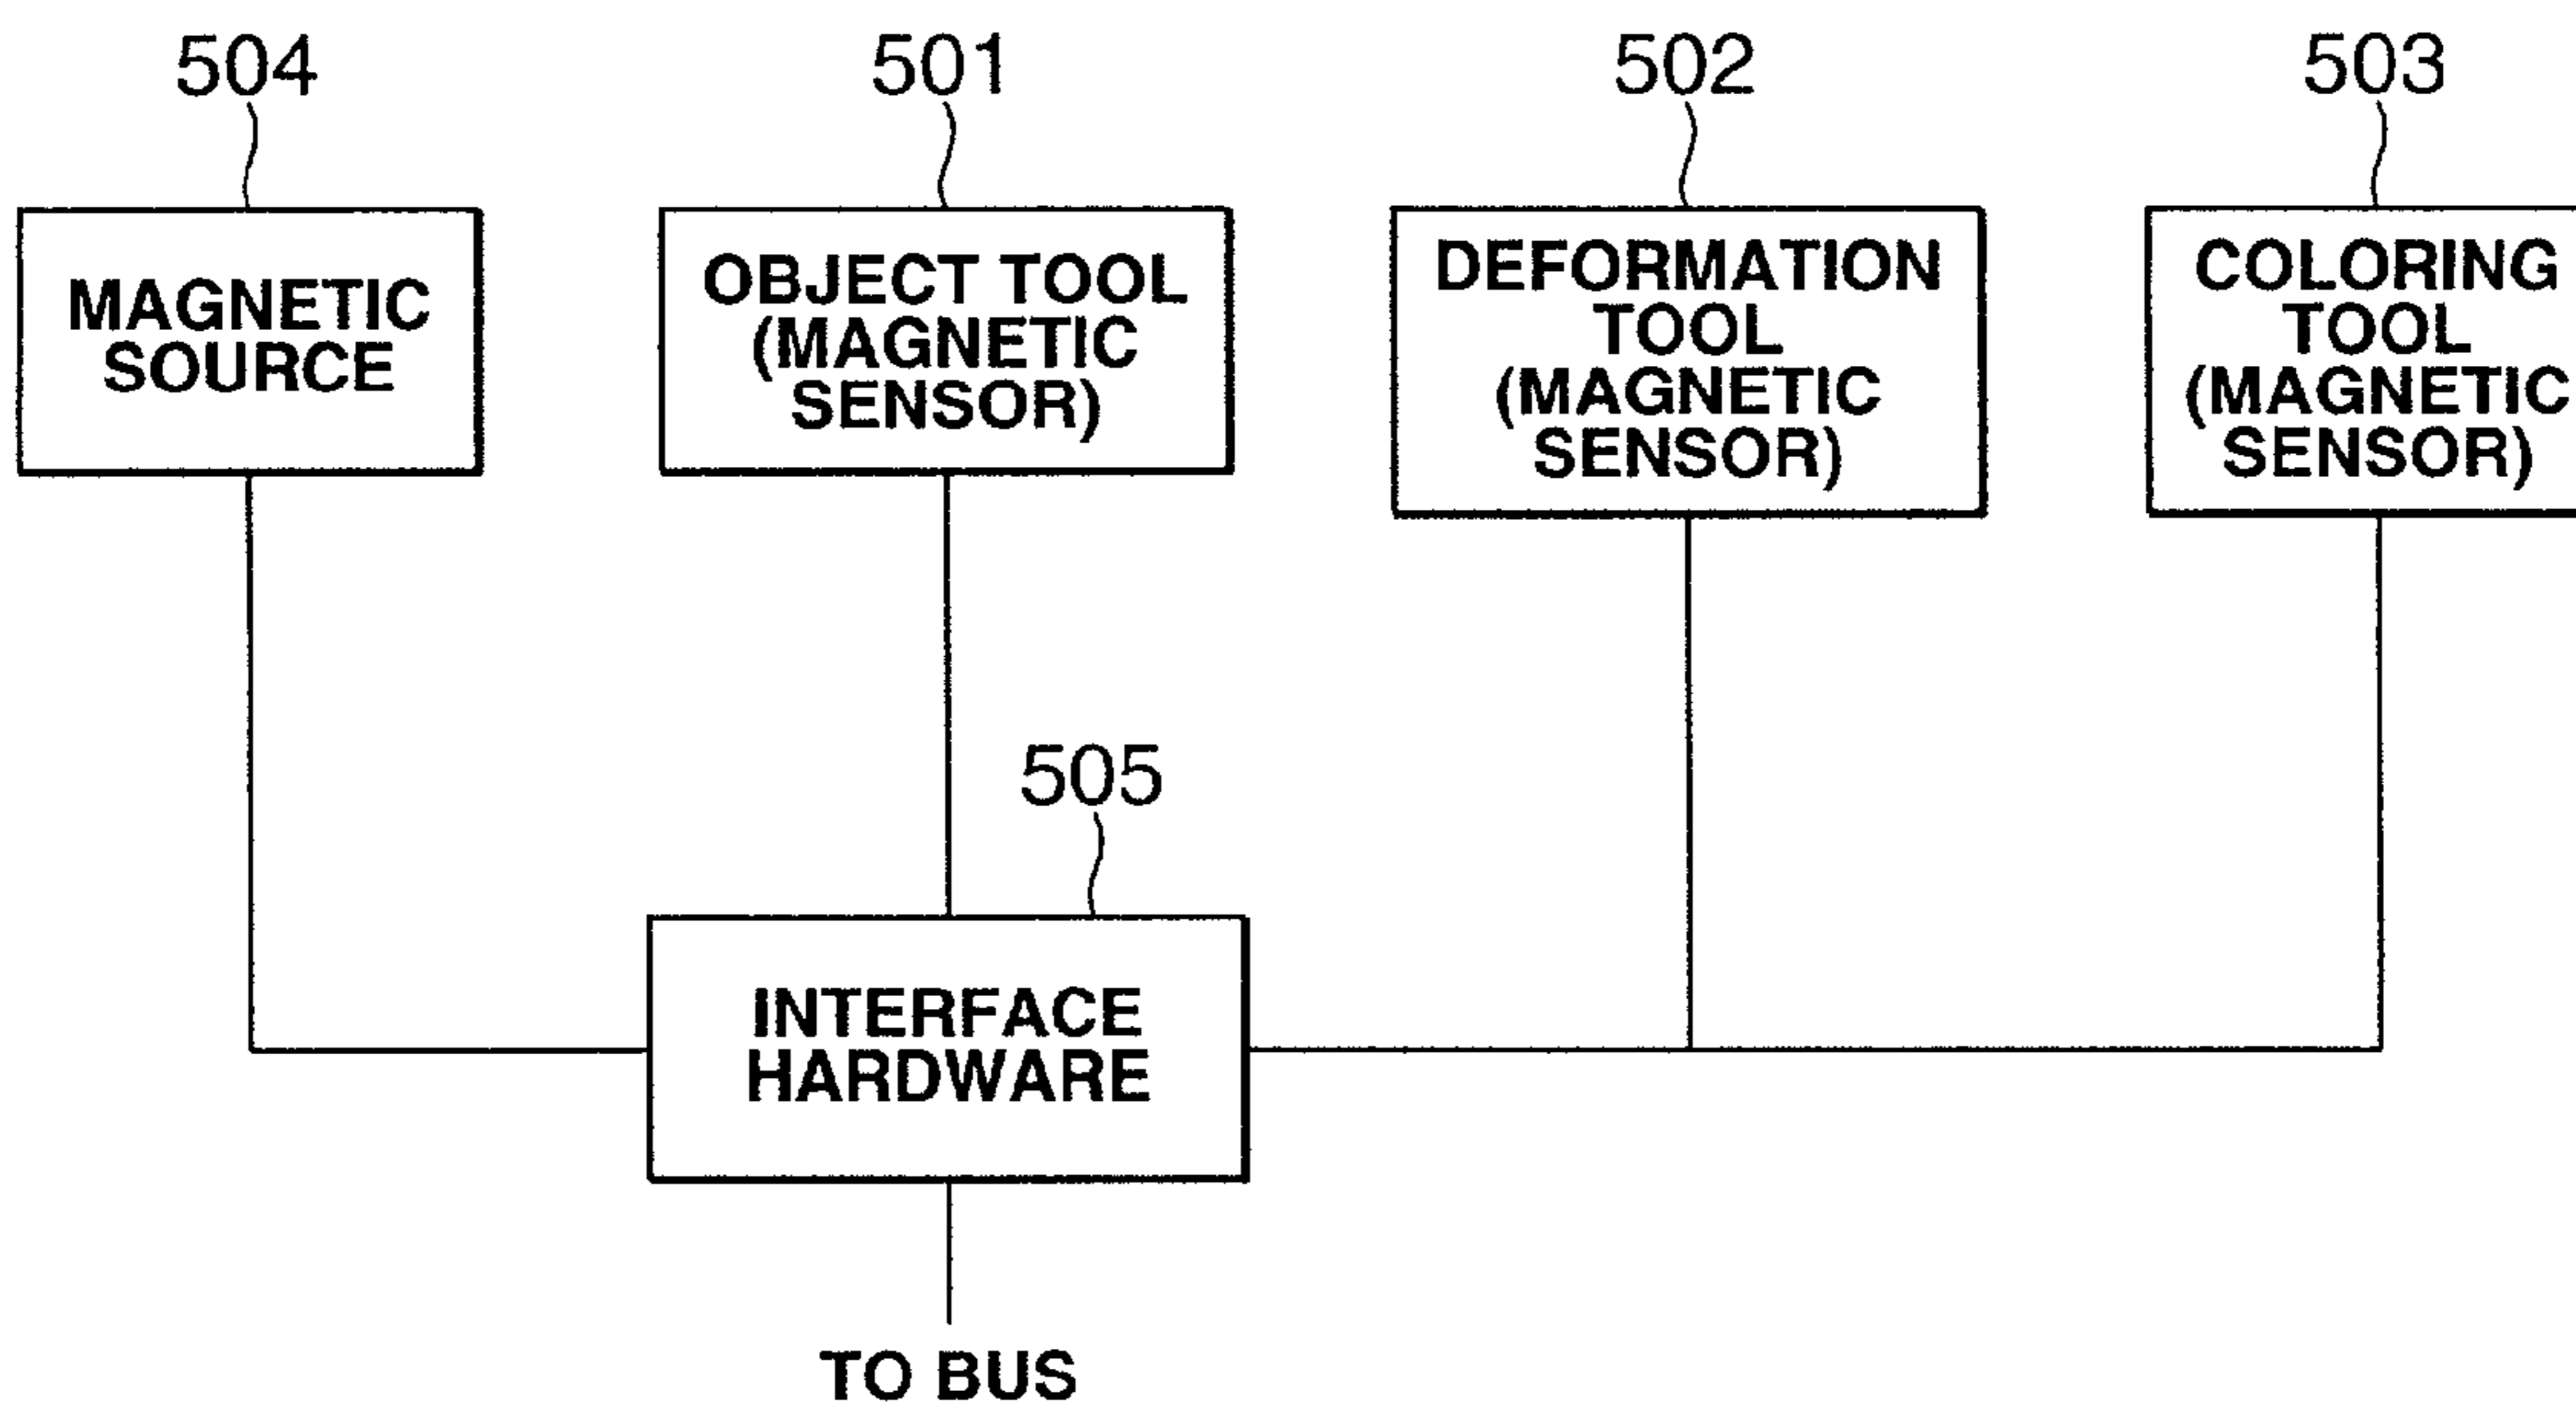 504
501
502
503
MAGNETIC
SOURCE
OBJECT TOOL
(MAGNETIC
SENSOR)
DEFORMATION
TOOL
(MAGNETIC
SENSOR)
COLORING
TOOL
(MAGNETIC
SENSOR)
505
INTERFACE
HARDWARE
TO BUS